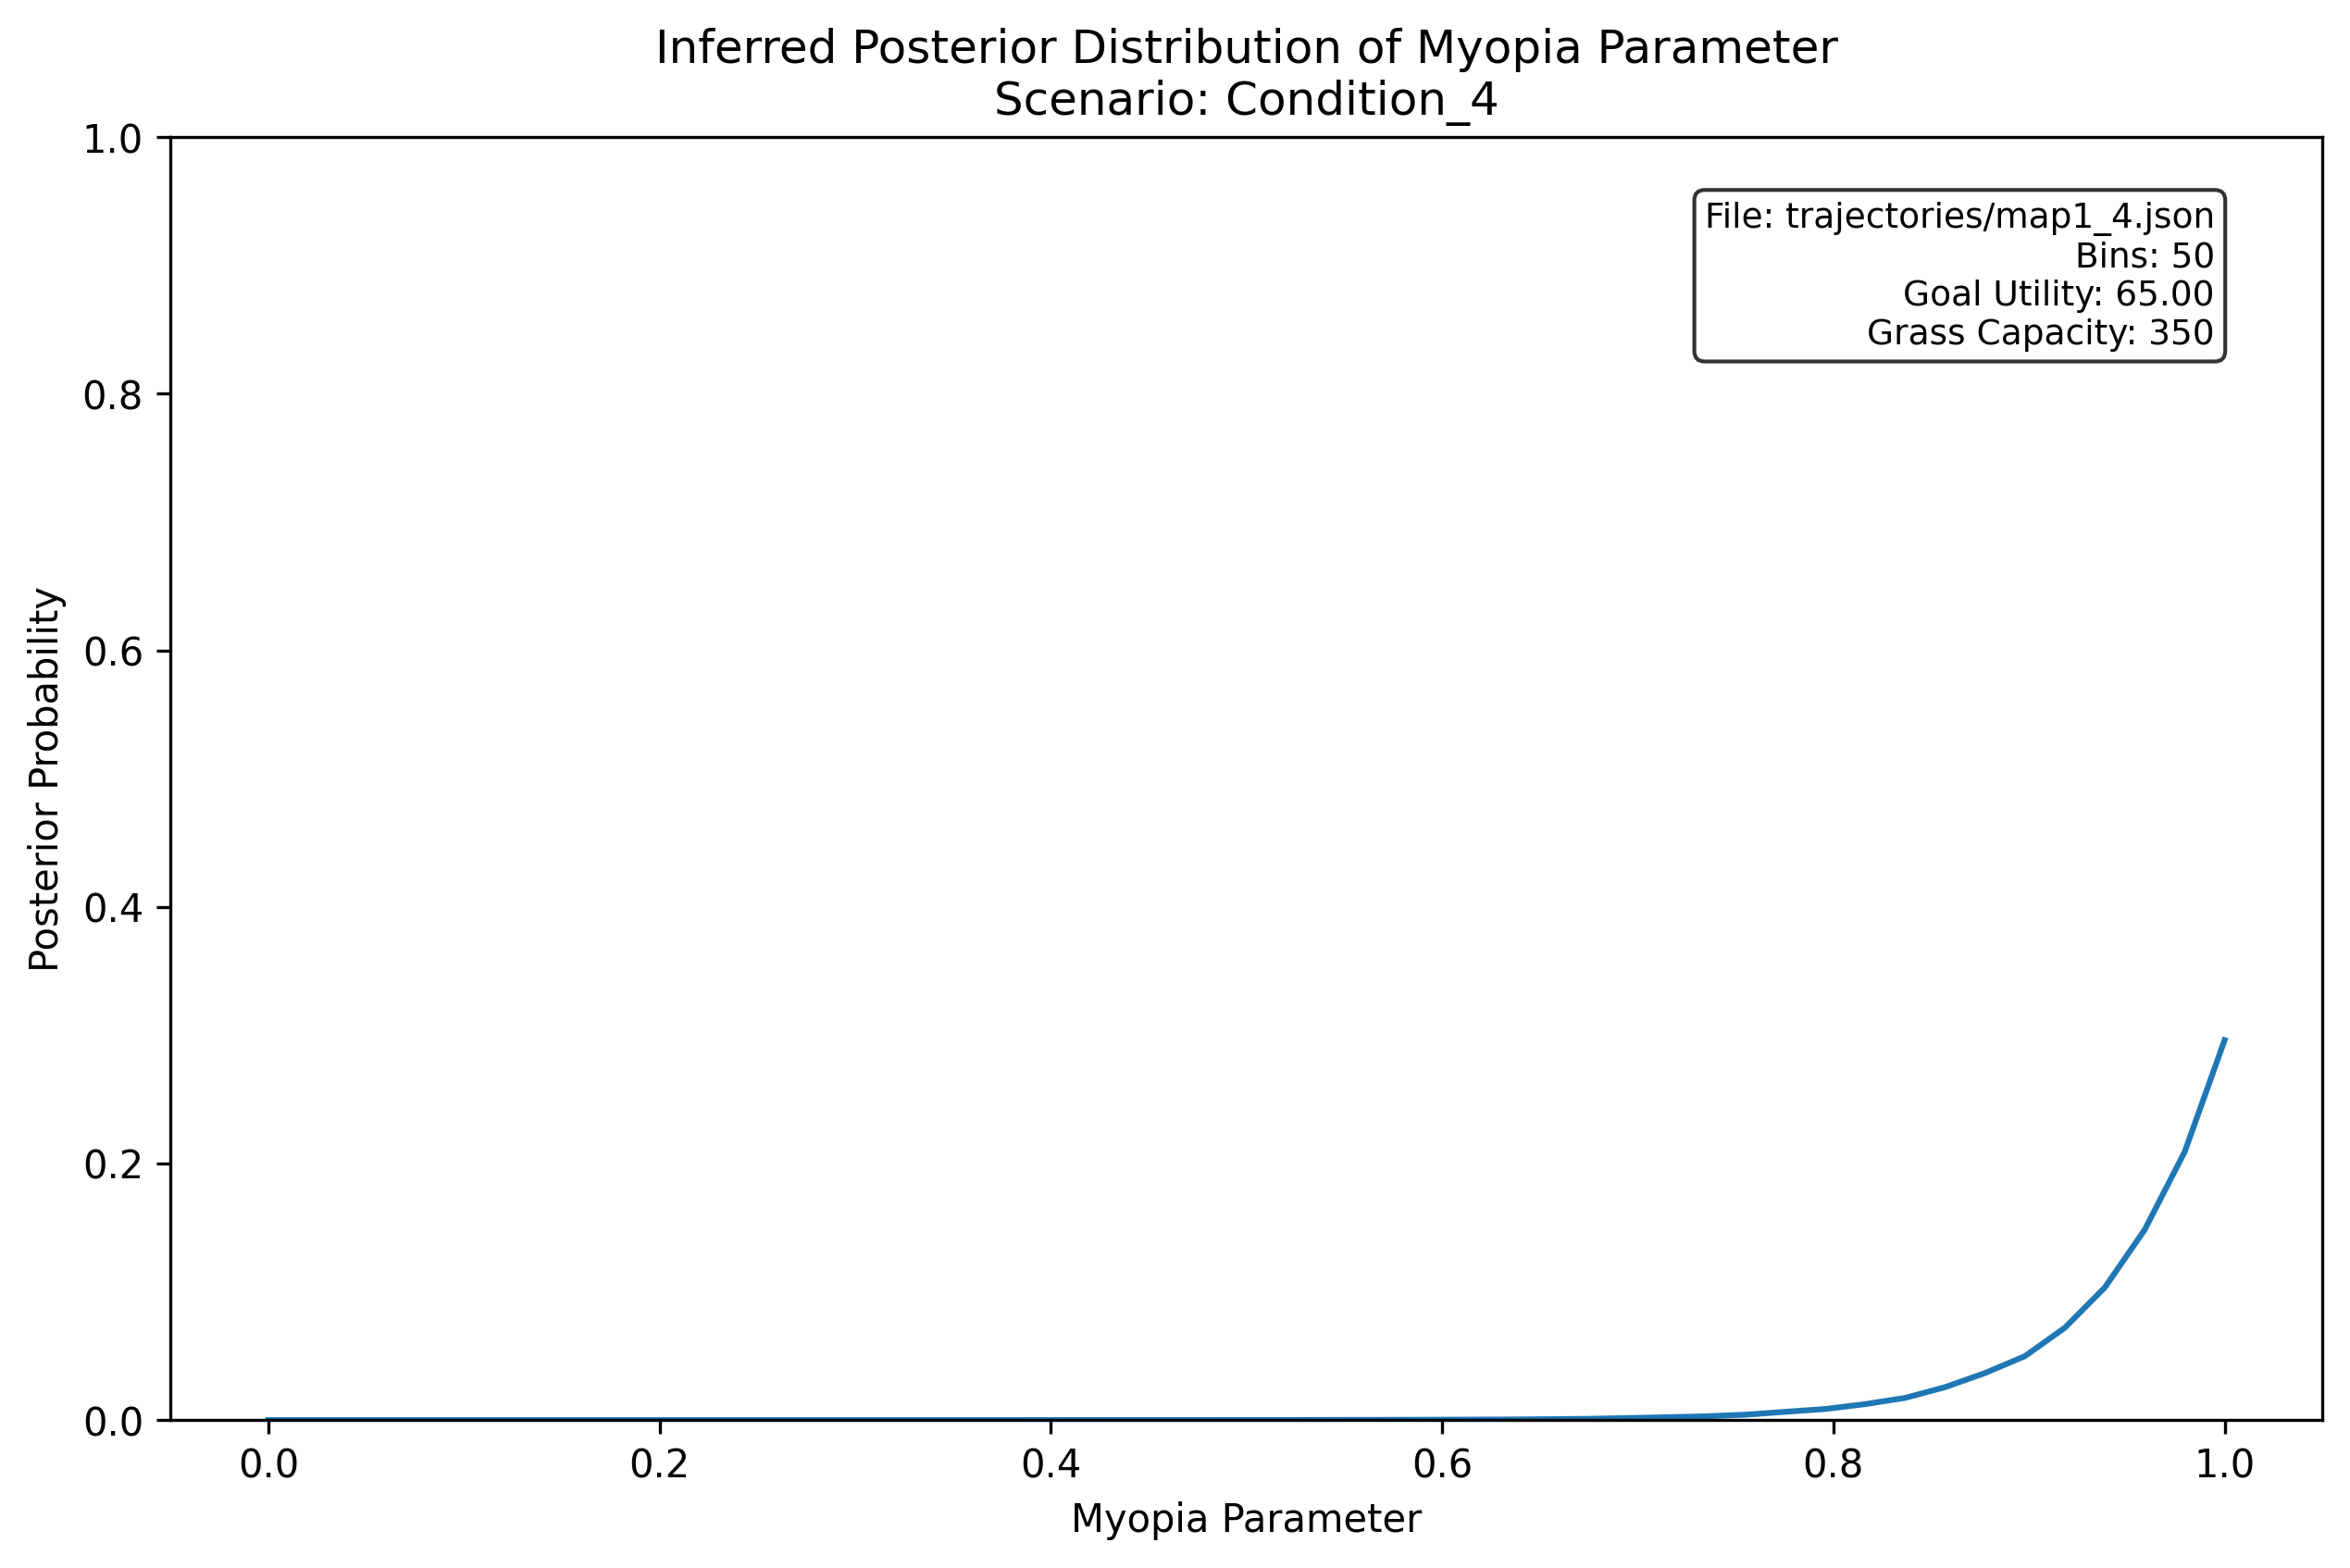 Inferred Posterior Distribution of Myopia Parameter
Scenario: Condition_4
File: trajectories/map1_4.json
Bins: 50
Goal Utility: 65.00
Grass Capacity: 350
Posterior Probability
1.0
0.8
0.6
0.4
0.2
0.0
0.0 0.2 0.4 0.6 0.8 1.0
Myopia Parameter